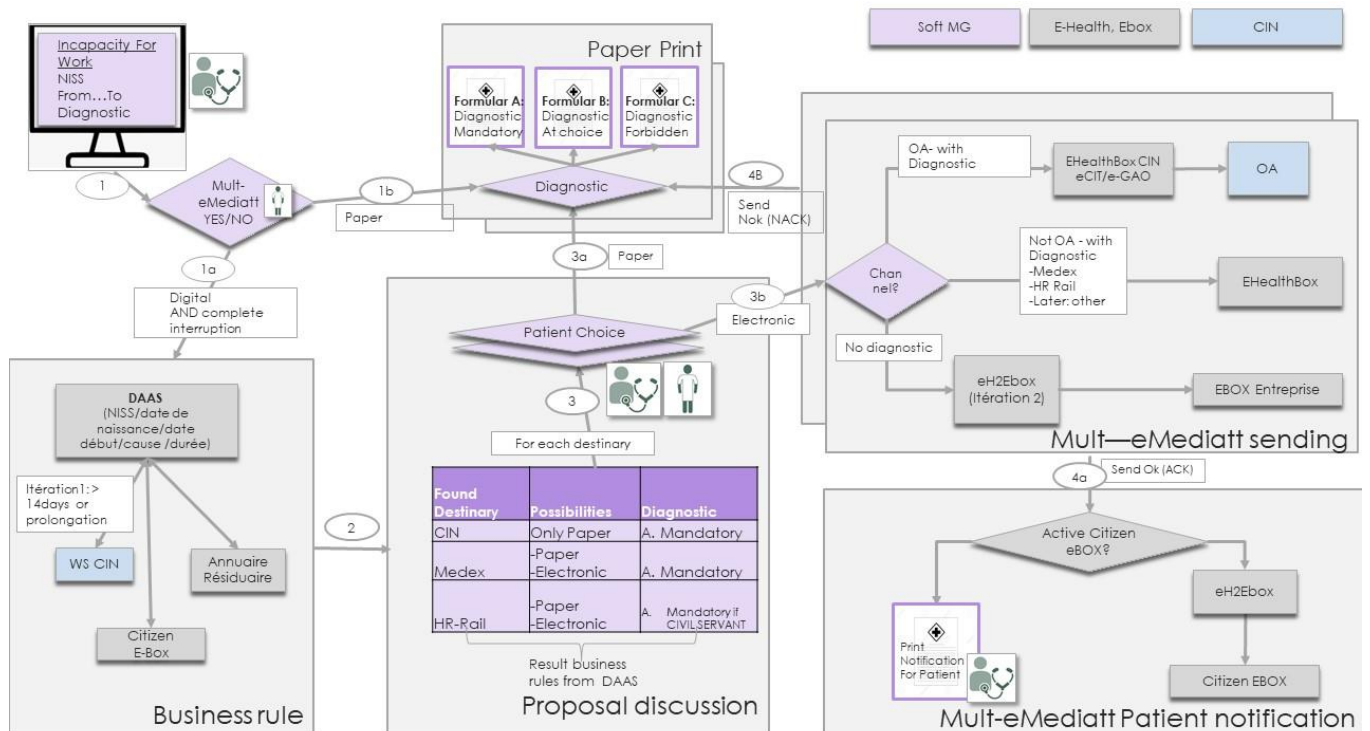 Soft MG
E-Health, Ebox
CIN
Incapacity For
Work
NISS
From...To
Diagnostic
Paper Print
Formular A:
Diagnostic
Mandatory
Formular B:
Diagnostic
At choice
Formular C:
Diagnostic
Forbidden
Diagnostic
1
Mult-
eMediatt
YES/NO
1b
Paper
1a
Digital
AND complete
interruption
DAAS
(NISS/date de
naissance/date
début/cause /durée)
Itération1: >
14days or
prolongation
WS CIN
Annuaire
Résiduaire
Citizen
E-Box
Business rule
2
3a
Paper
Patient Choice
3b
Electronic
3
For each destinary
Found
Destinary
Possibilities
Diagnostic
CIN
Only Paper
A. Mandatory
Medex
-Paper
-Electronic
A. Mandatory
HR-Rail
-Paper
-Electronic
A. Mandatory if
CIVIL.SERVANT
Result business
rules from DAAS
Proposal discussion
4B
Send
Nok (NACK)
OA- with
Diagnostic
EHealthBox CIN
eCIT/e-GAO
OA
Chan
nel?
Not OA - with
Diagnostic
-Medex
-HR Rail
-Later: other
EHealthBox
No diagnostic
eH2Ebox
(Itération 2)
EBOX Entreprise
Mult—eMediatt sending
4a
Send Ok (ACK)
Active Citizen
eBOX?
eH2Ebox
Print
Notification
For Patient
Citizen EBOX
Mult-eMediatt Patient notification